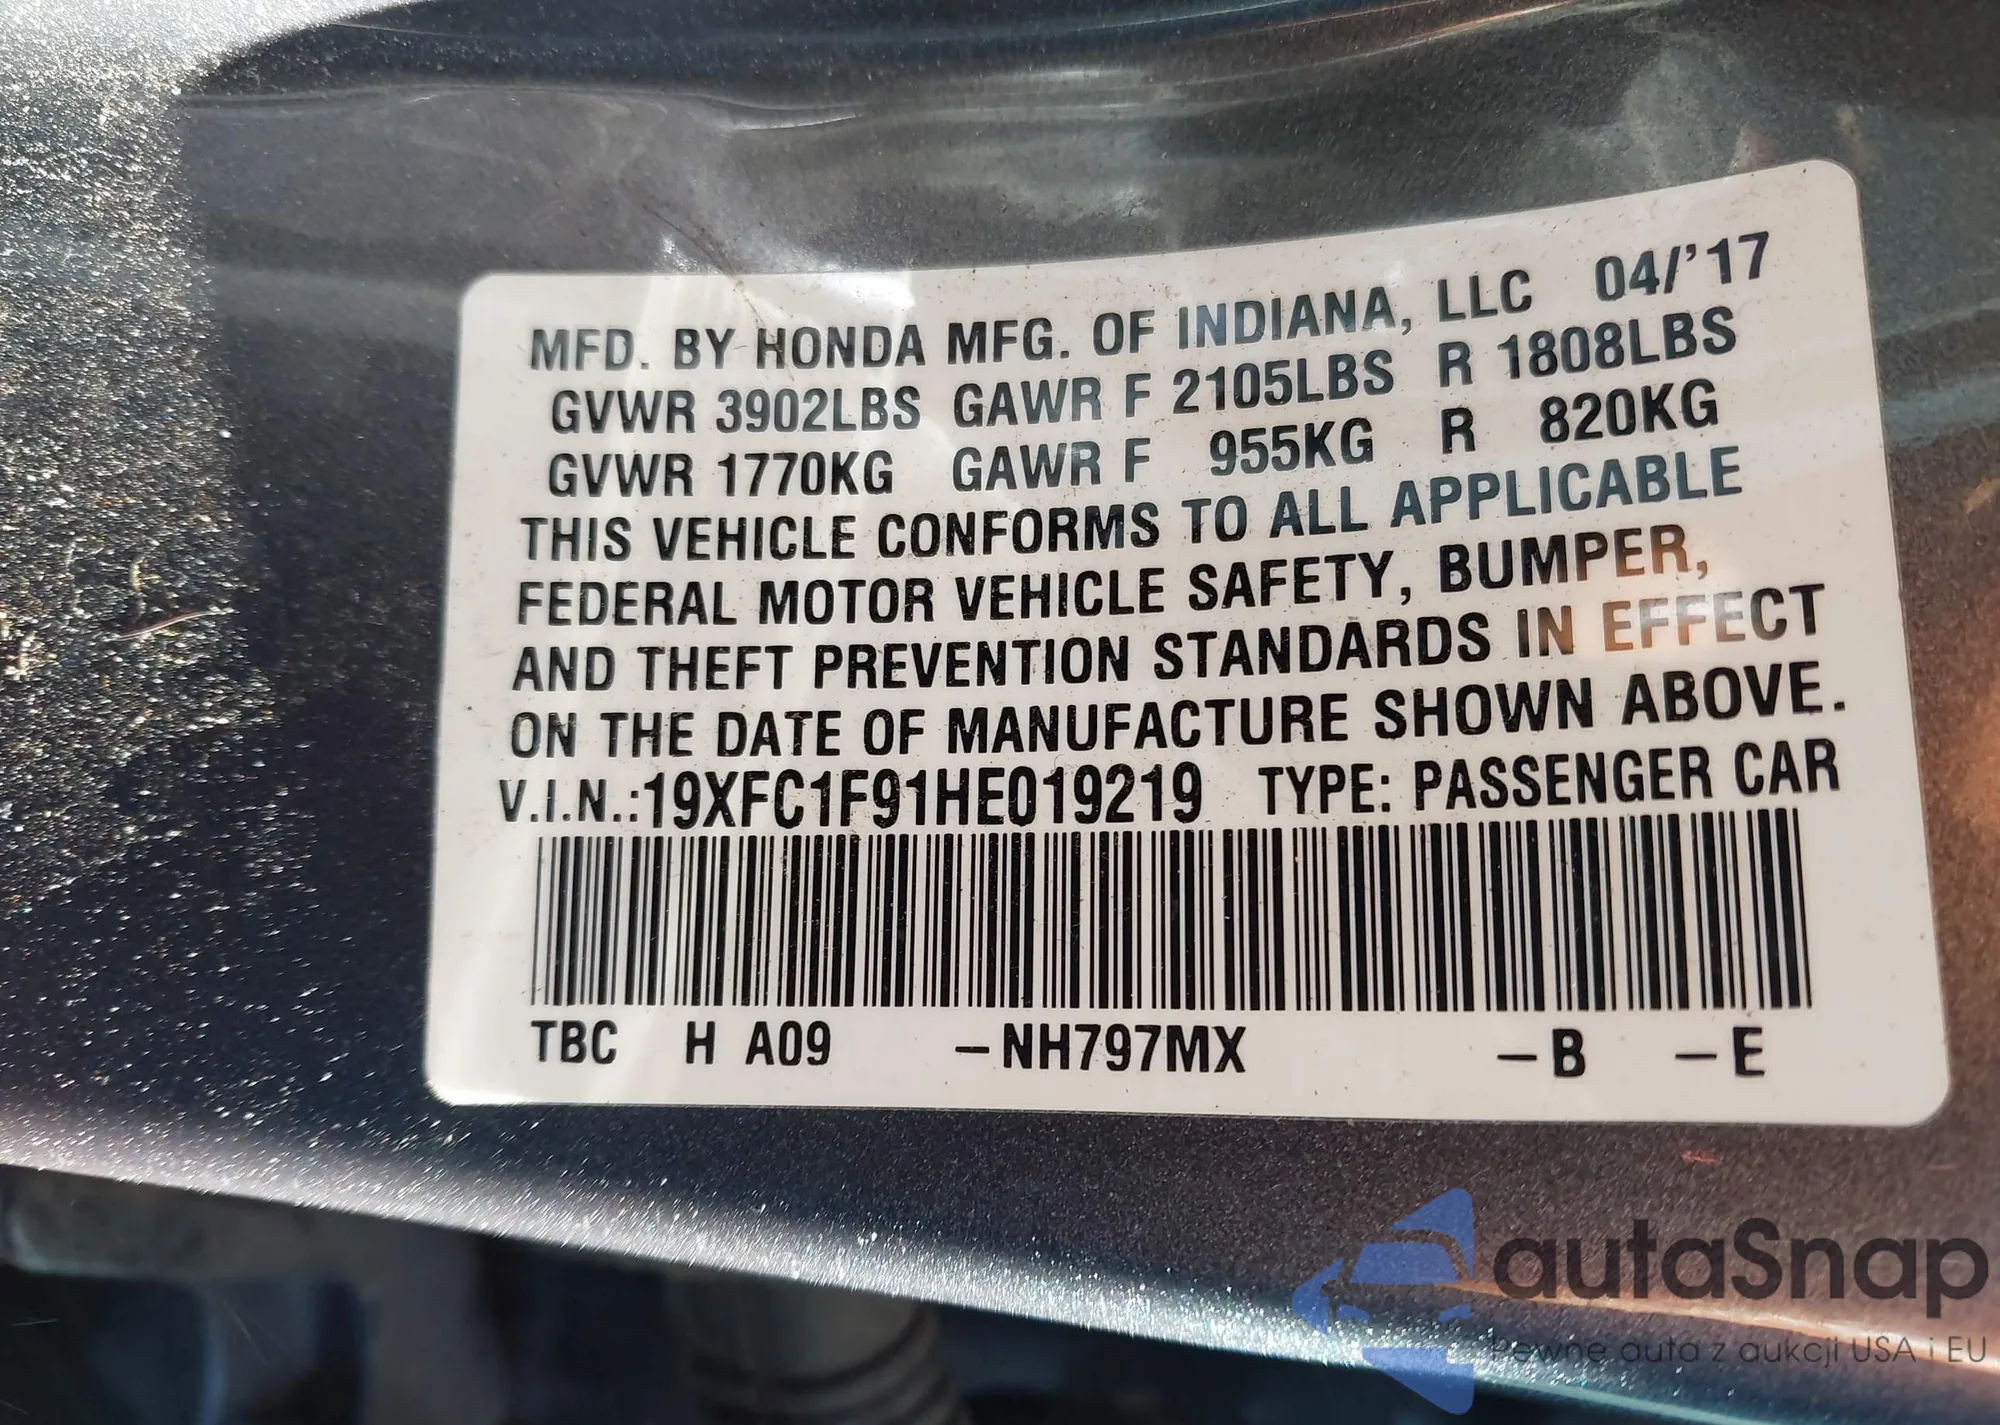 MFD. BY HONDA MFG. OF INDIANA, LLC 04/'17
GVWR 3902LBS GAWR F 2105LBS R 1808LBS
GVWR 1770KG GAWR F 955KG R 820KG
THIS VEHICLE CONFORMS TO ALL APPLICABLE
FEDERAL MOTOR VEHICLE SAFETY, BUMPER,
AND THEFT PREVENTION STANDARDS IN EFFECT
ON THE DATE OF MANUFACTURE SHOWN ABOVE.
V.I.N.:19XFC1F91HE019219 TYPE: PASSENGER CAR
TBC H A09 –NH797MX –B –E
autaSnap
Pewne auta z aukcji USA i EU